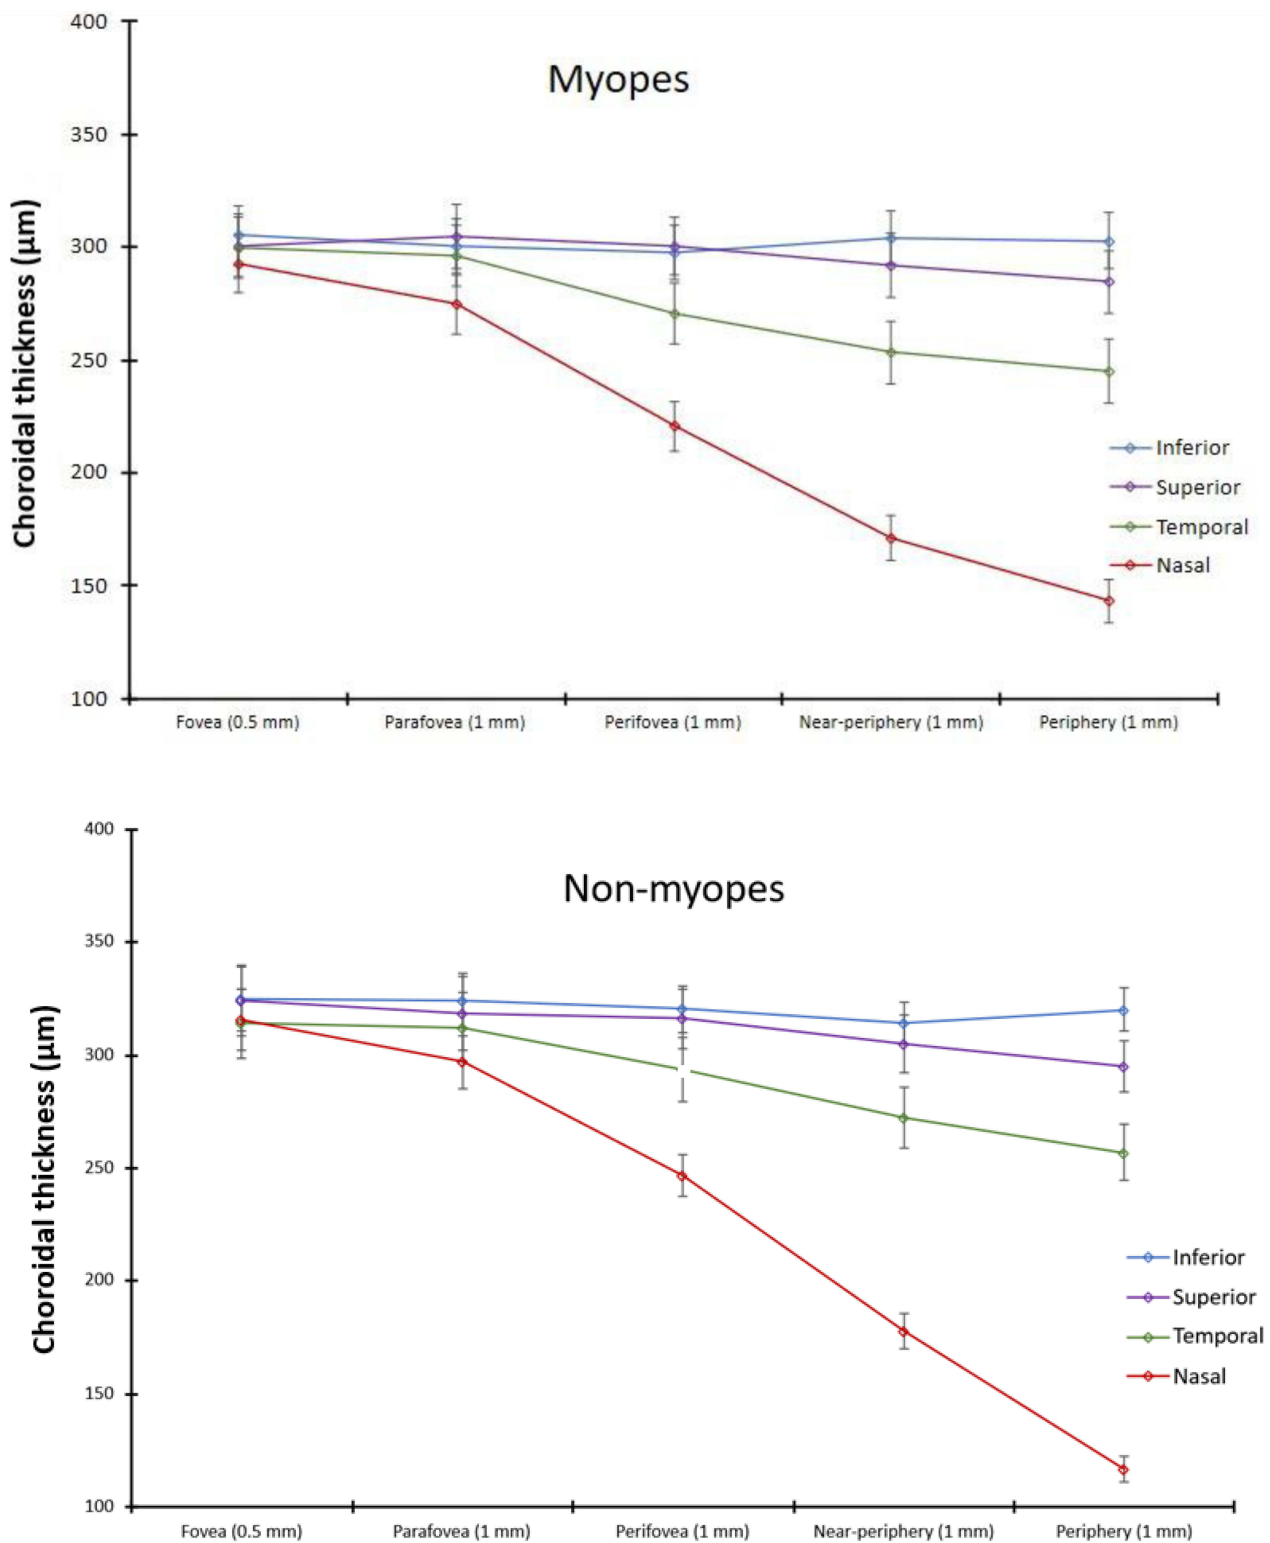 Myopes
Choroidal thickness (µm)
400
350
300
250
200
150
100
Inferior
Superior
Temporal
Nasal
Fovea (0.5 mm)
Parafovea (1 mm)
Perifovea (1 mm)
Near-periphery (1 mm)
Periphery (1 mm)
Non-myopes
Choroidal thickness (µm)
400
350
300
250
200
150
100
Inferior
Superior
Temporal
Nasal
Fovea (0.5 mm)
Parafovea (1 mm)
Perifovea (1 mm)
Near-periphery (1 mm)
Periphery (1 mm)